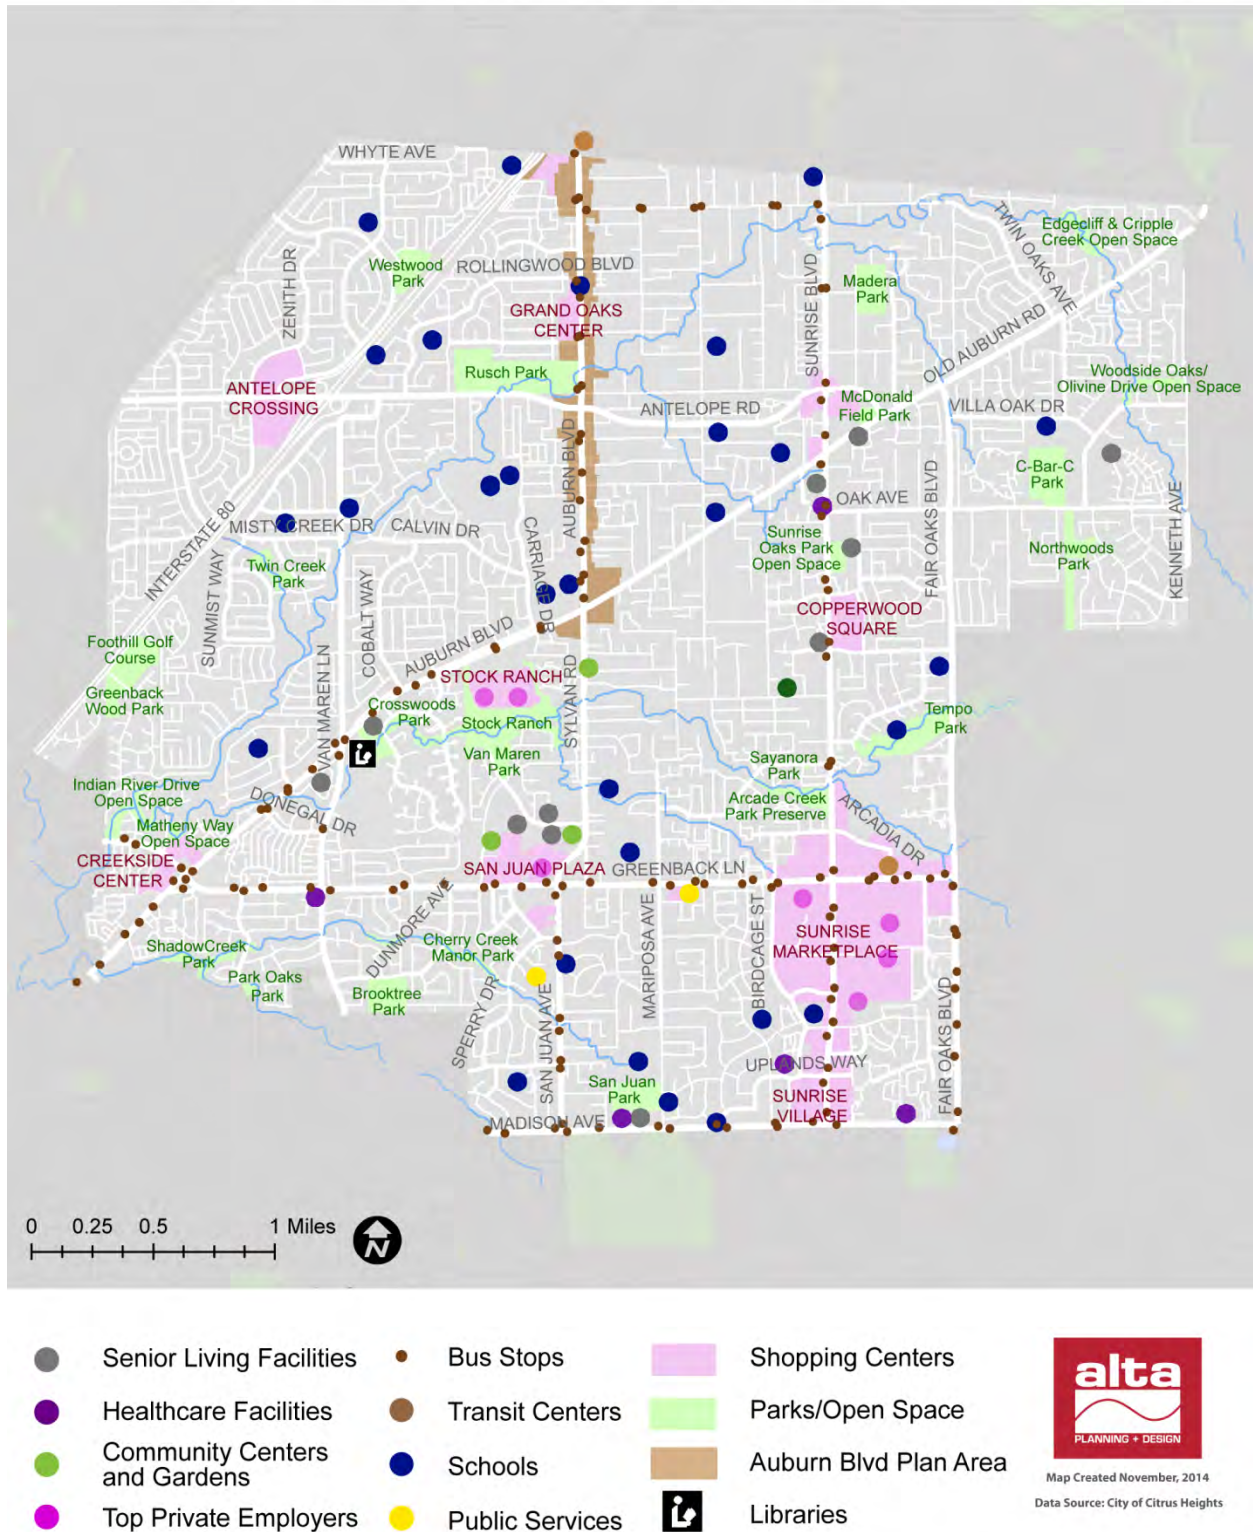 WHYTE AVE
TWIN OAKS AVE
Edgecliff & Cripple
Creek Open Space
ZENITH DR
Westwood
Park
ROLLINGWOOD BLVD
SUNRISE BLVD
Madera
Park
GRAND OAKS
CENTER
OLD AUBURN RD
Rusch Park
Woodside Oaks/
Olivine Drive Open Space
ANTELOPE
CROSSING
ANTELOPE RD
McDonald
Field Park
VILLA OAK DR
AUBURN BLVD
C-Bar-C
Park
FAIR OAKS BLVD
OAK AVE
KENNETH AVE
INTERSTATE 80
MISTY CREEK DR
CALVIN DR
CARRIAGE DR
Sunrise
Oaks Park
Open Space
Northwoods
Park
Twin Creek
Park
SUNMIST WAY
COBALT WAY
COPPERWOOD
SQUARE
Foothill Golf
Course
AUBURN BLVD
Greenback
Wood Park
VAN MAREN LN
STOCK RANCH
SYLVAN RD
Crosswoods
Park
Stock Ranch
Tempo
Park
Van Maren
Park
Sayanora
Park
Indian River Drive
Open Space
DONEGAL DR
Arcade Creek
Park Preserve
ARCADIA DR
Matheny Way
Open Space
CREEKSIDE
CENTER
SAN JUAN PLAZA
GREENBACK LN
DUNMORE AVE
MARIPOSA AVE
BIRDCAGE ST
SUNRISE
MARKETPLACE
ShadowCreek
Park
Cherry Creek
Manor Park
Park Oaks
Park
Brooktree
Park
SPERRY DR
SAN JUAN AVE
FAIR OAKS BLVD
UPLANDS WAY
San Juan
Park
SUNRISE
VILLAGE
MADISON AVE
0 0.25 0.5 1 Miles
N
Senior Living Facilities
Bus Stops
Shopping Centers
Healthcare Facilities
Transit Centers
Parks/Open Space
Community Centers
and Gardens
Schools
Auburn Blvd Plan Area
Top Private Employers
Public Services
Libraries
alta
PLANNING + DESIGN
Map Created November, 2014
Data Source: City of Citrus Heights